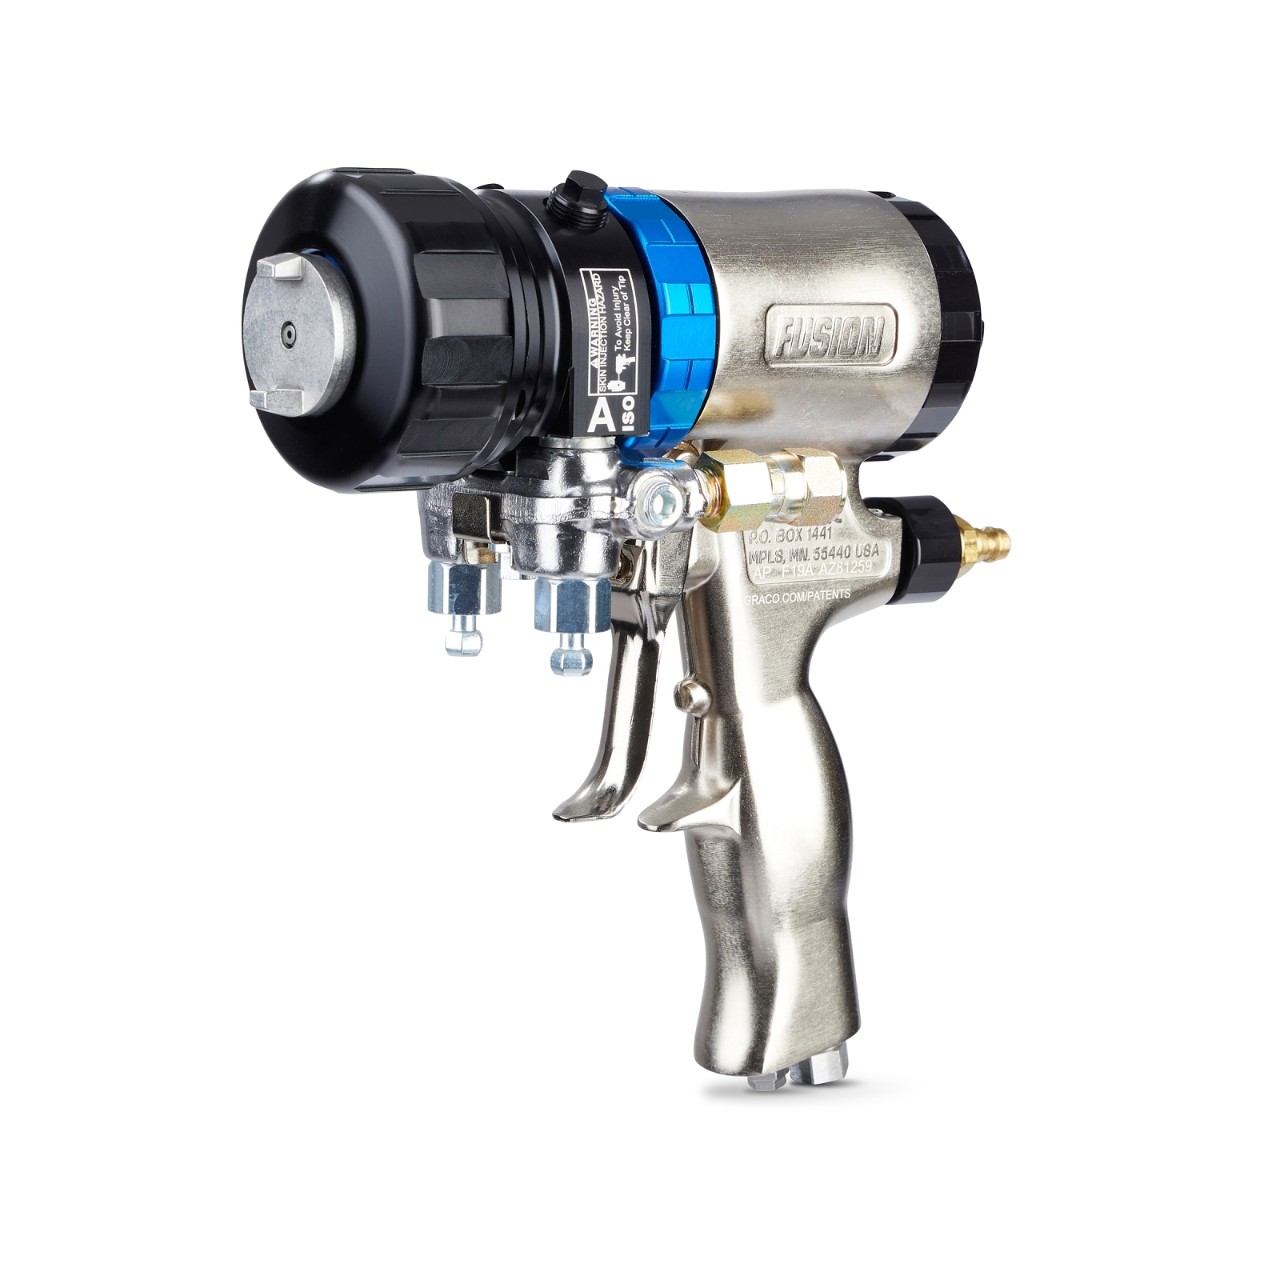 WARNING
SKIN INJECTION HAZARD
To Avoid Injury
Keep Clear of Tip
A
ISO
FUSION
P.O. BOX 1441
MPLS, MN. 55440 USA
AP F19A AZ81259
GRACO.COM/PATENTS